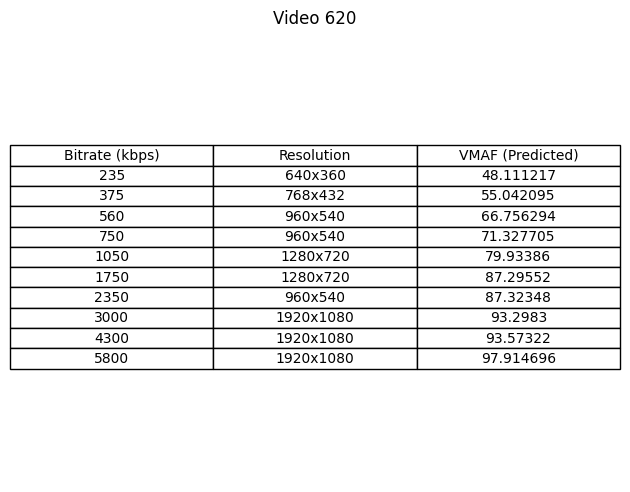 Video 620
Bitrate (kbps) Resolution VMAF (Predicted)
235 640x360 48.111217
375 768x432 55.042095
560 960x540 66.756294
750 960x540 71.327705
1050 1280x720 79.93386
1750 1280x720 87.29552
2350 960x540 87.32348
3000 1920x1080 93.2983
4300 1920x1080 93.57322
5800 1920x1080 97.914696